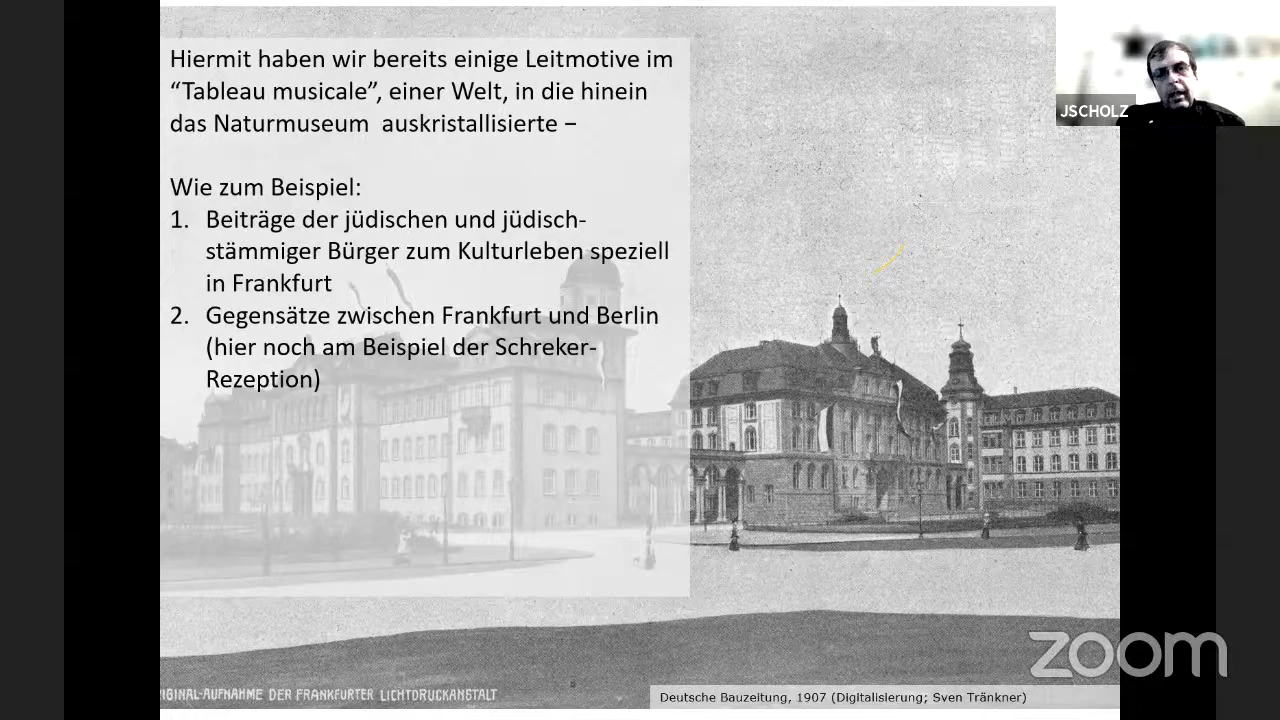 Hiermit haben wir bereits einige Leitmotive im
“Tableau musicale”, einer Welt, in die hinein
das Naturmuseum auskristallisierte –
Wie zum Beispiel:
1. Beiträge der jüdischen und jüdisch-
stämmiger Bürger zum Kulturleben speziell
in Frankfurt
2. Gegensätze zwischen Frankfurt und Berlin
(hier noch am Beispiel der Schreker-
Rezeption)
JSCHOLZ
zoom
8
IGINAL-AUFNAHME DER FRANKFURTER LICHTDRUCKANSTALT
Deutsche Bauzeitung, 1907 (Digitalisierung; Sven Tränkner)